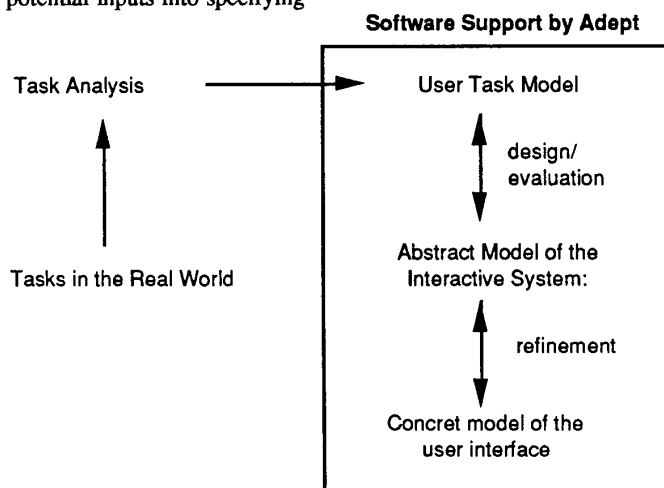 potential inputs into specifying
Software Support by Adept
Task Analysis
User Task Model
design/
evaluation
Tasks in the Real World
Abstract Model of the
Interactive System:
refinement
Concret model of the
user interface